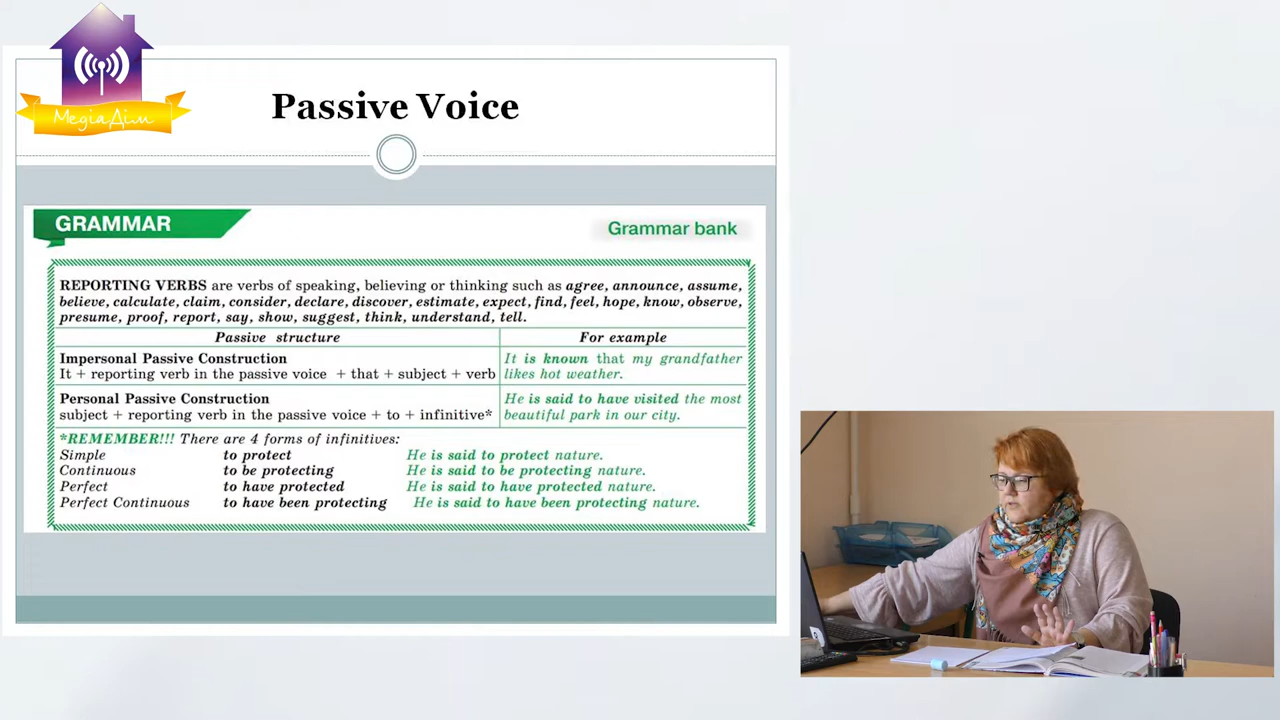 МедіаДім
Passive Voice
GRAMMAR
Grammar bank
REPORTING VERBS are verbs of speaking, believing or thinking such as agree, announce, assume,
believe, calculate, claim, consider, declare, discover, estimate, expect, find, feel, hope, know, observe,
presume, proof, report, say, show, suggest, think, understand, tell.
Passive structure
For example
Impersonal Passive Construction
It + reporting verb in the passive voice + that + subject + verb
It is known that my grandfather
likes hot weather.
Personal Passive Construction
subject + reporting verb in the passive voice + to + infinitive*
He is said to have visited the most
beautiful park in our city.
*REMEMBER!!! There are 4 forms of infinitives:
Simple to protect He is said to protect nature.
Continuous to be protecting He is said to be protecting nature.
Perfect to have protected He is said to have protected nature.
Perfect Continuous to have been protecting He is said to have been protecting nature.